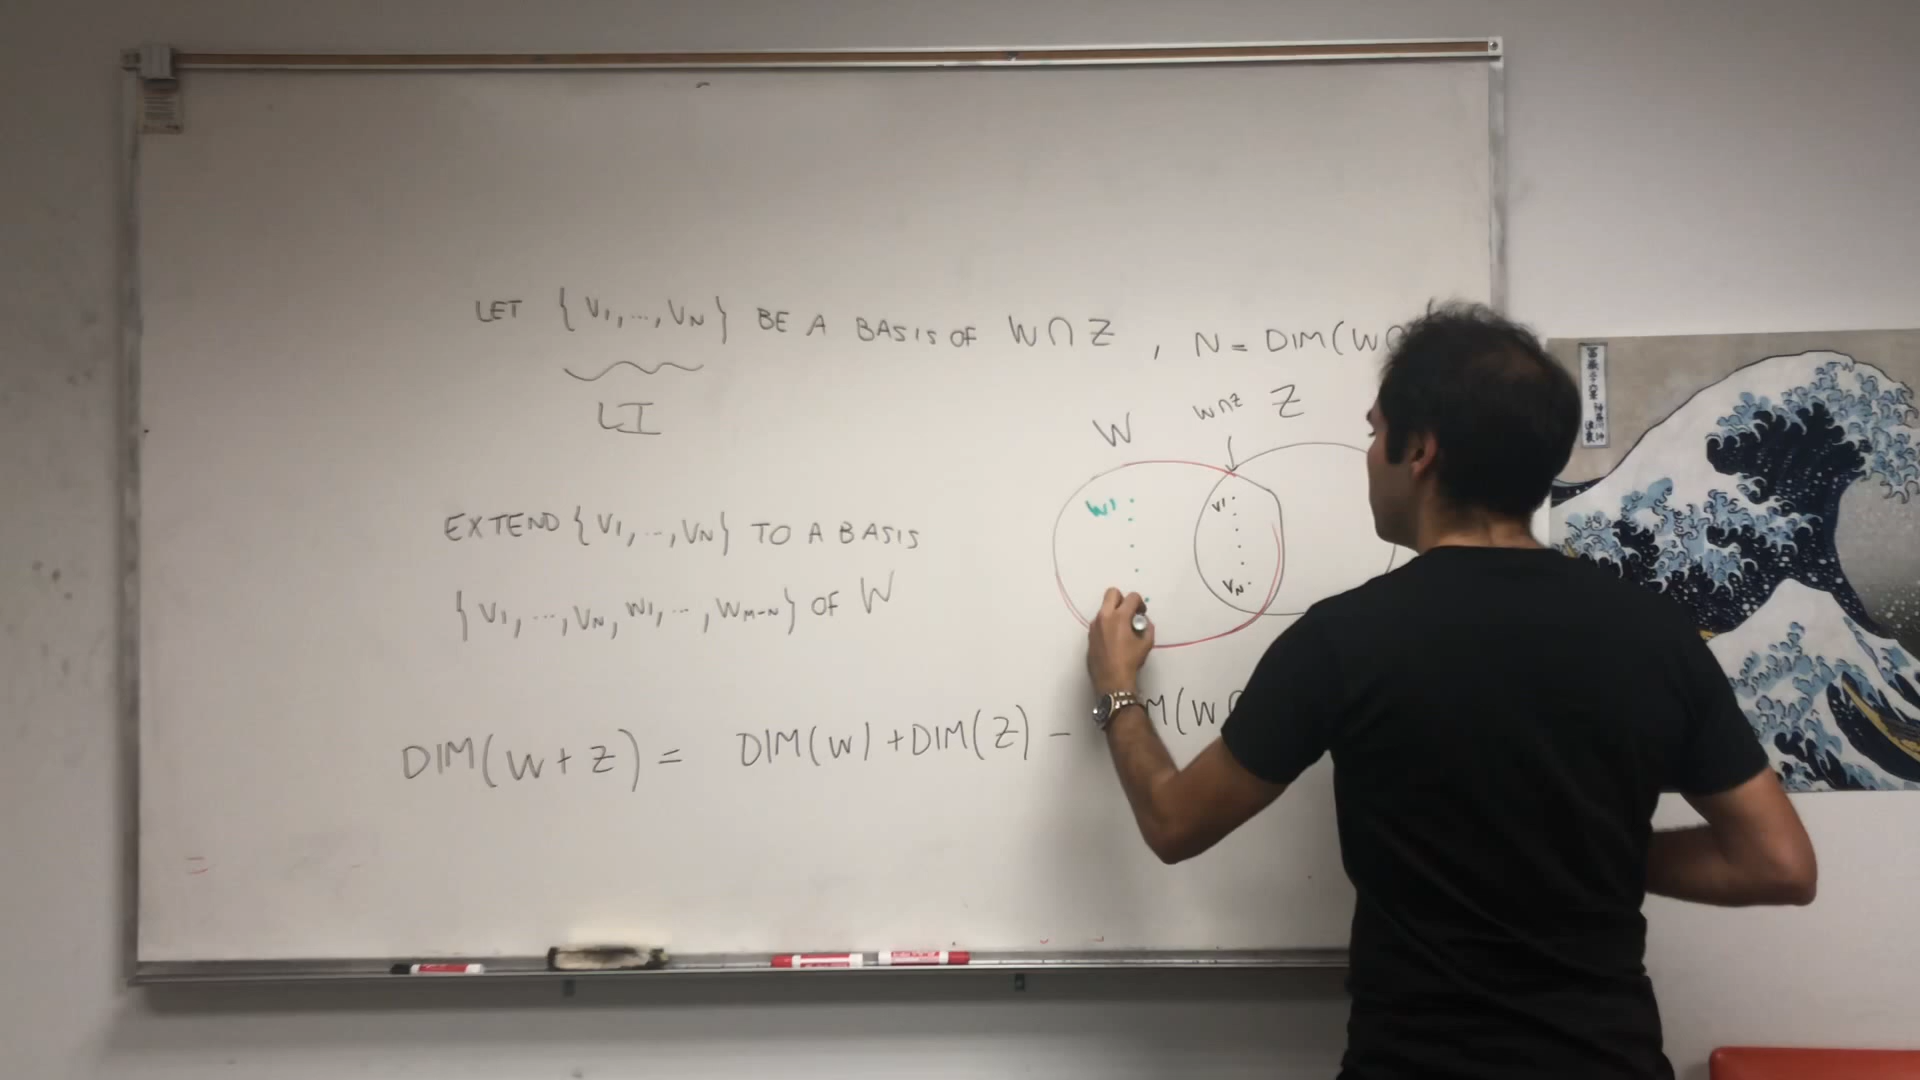 LET {V1,...,VN} BE A BASIS OF W∩Z, N = DIM(W∩
LI
W W∩Z Z
W1 V1
VN
EXTEND {V1,...,VN} TO A BASIS
{V1,...,VN,W1,...,WM-N} OF W
DIM(W+Z) = DIM(W)+DIM(Z) - M(W∩